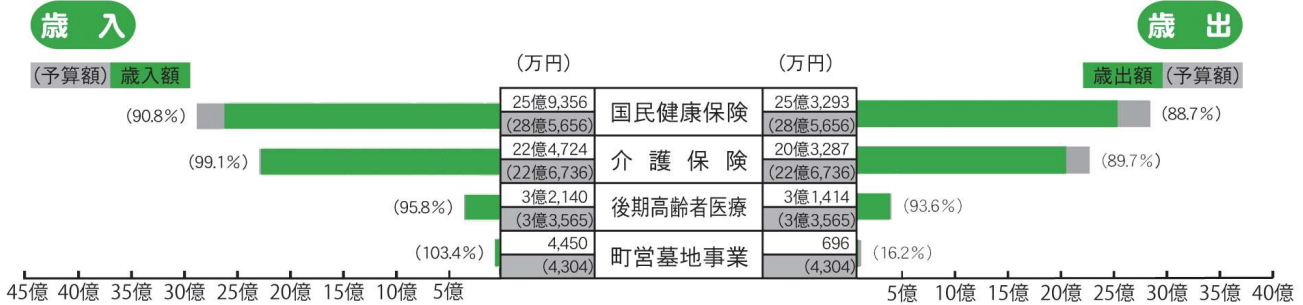 歳入
歳出
(予算額) 歳入額
(万円)
(万円)
歳出額 (予算額)
(90.8%)
25億9,356
(28億5,656)
国民健康保険
25億3,293
(28億5,656)
(88.7%)
(99.1%)
22億4,724
(22億6,736)
介護保険
20億3,287
(22億6,736)
(89.7%)
(95.8%)
3億2,140
(3億3,565)
後期高齢者医療
3億1,414
(3億3,565)
(93.6%)
(103.4%)
4,450
(4,304)
町営墓地事業
696
(4,304)
(16.2%)
45億 40億 35億 30億 25億 20億 15億 10億 5億
5億 10億 15億 20億 25億 30億 35億 40億